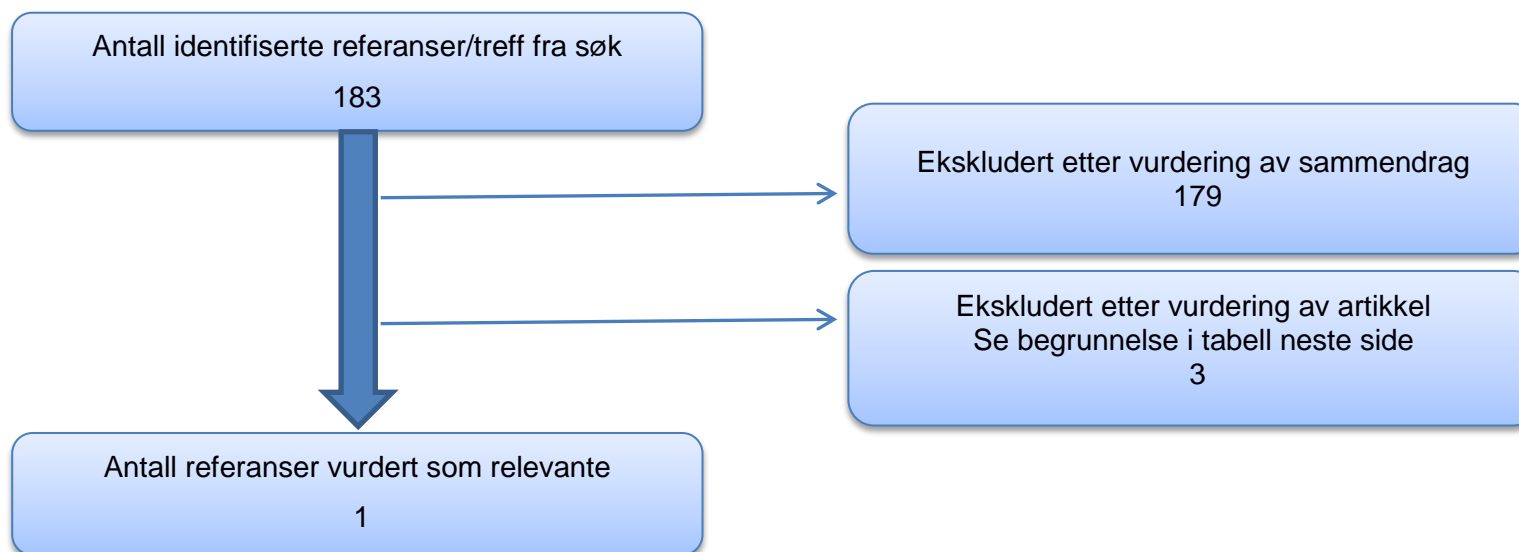 Antall identifiserte referanser/treff fra søk
183
Ekskludert etter vurdering av sammendrag
179
Ekskludert etter vurdering av artikkel
Se begrunnelse i tabell neste side
3
Antall referanser vurdert som relevante
1